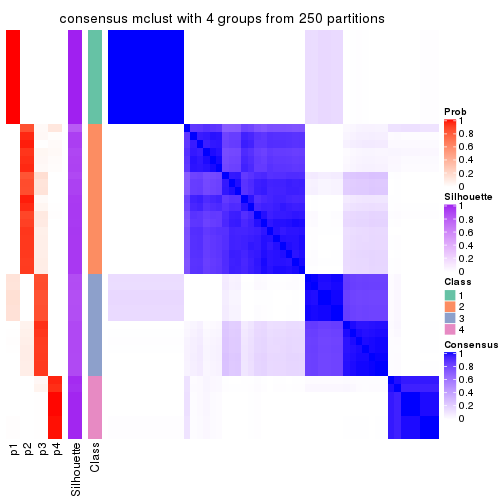 consensus mclust with 4 groups from 250 partitions
Prob
1
0.8
0.6
0.4
0.2
0
Silhouette
1
0.8
0.6
0.4
0.2
0
Class
1
2
3
4
Consensus
1
0.8
0.6
0.4
0.2
0
p1
p2
p3
p4
Silhouette
Class